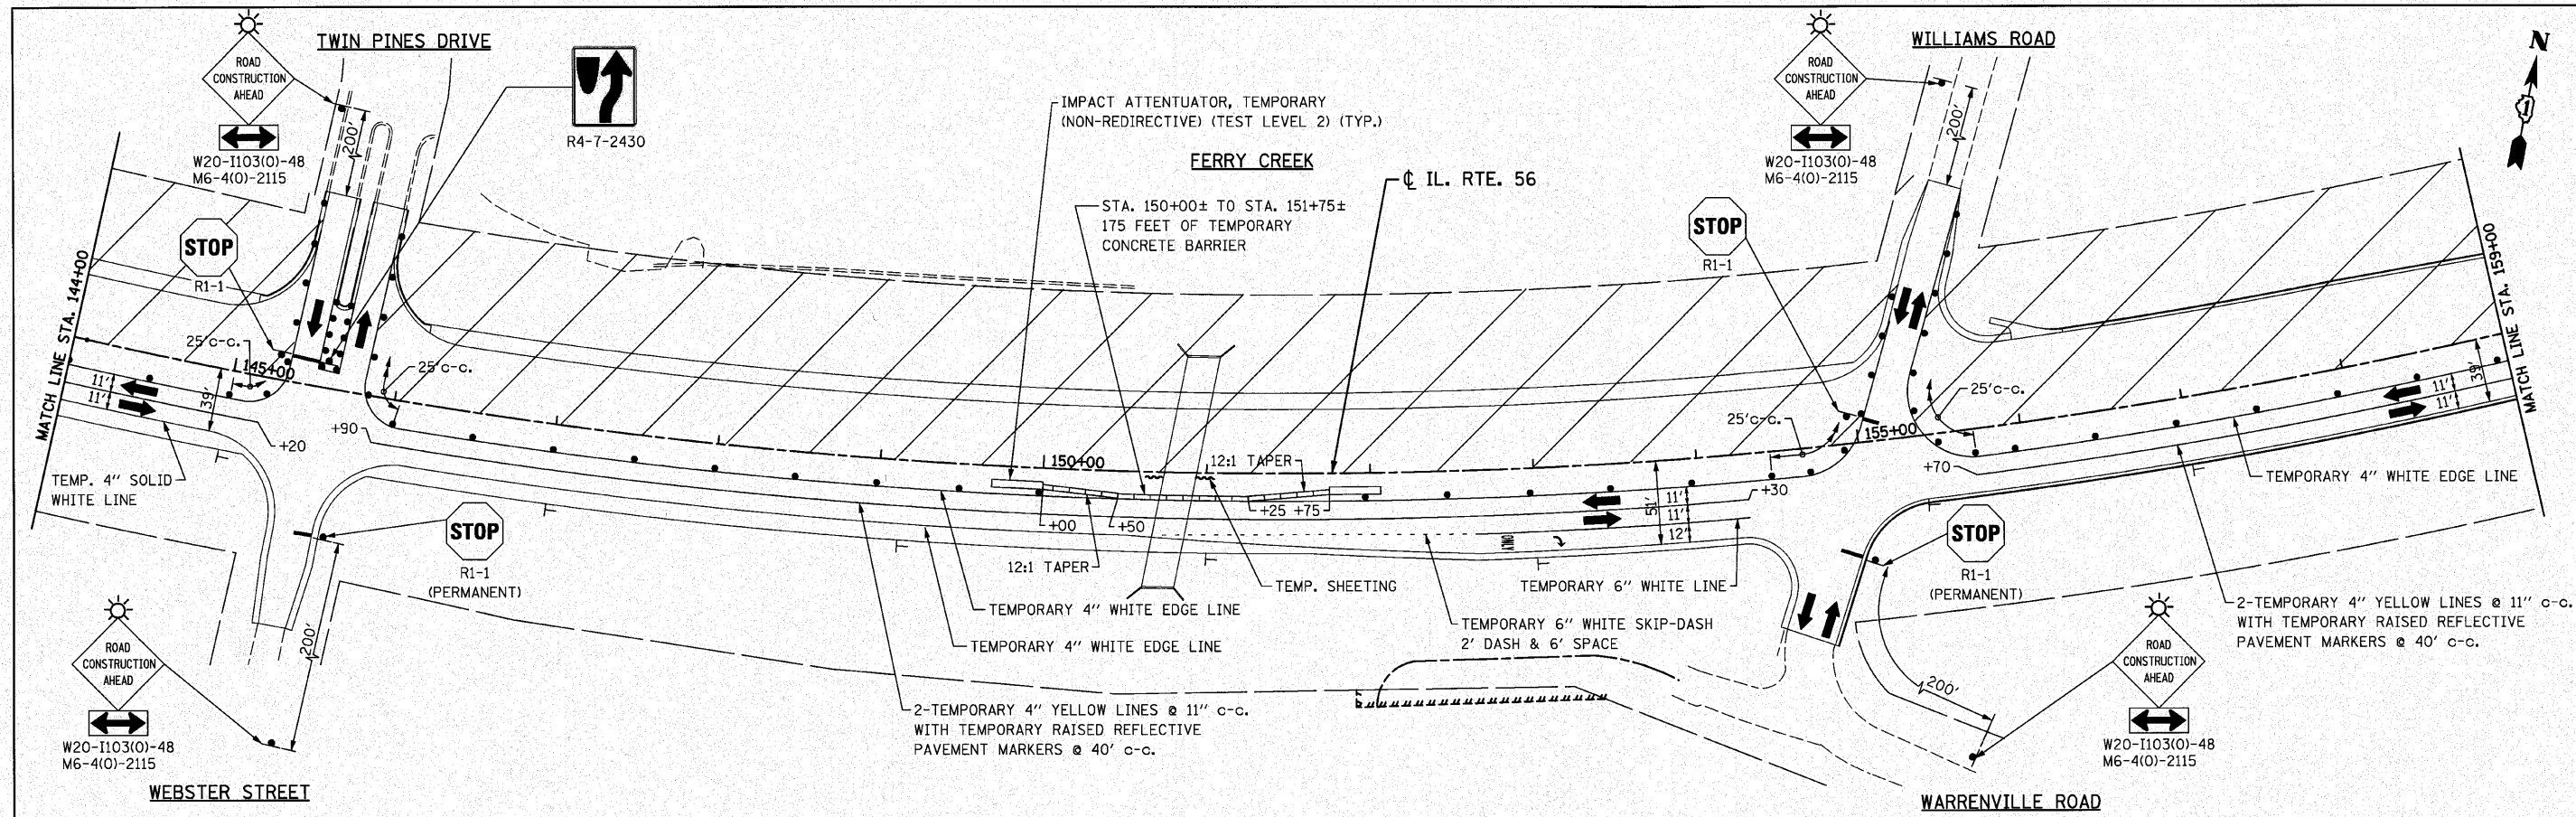 TWIN PINES DRIVE
ROAD
CONSTRUCTION
AHEAD
W20-I103(O)-48
M6-4(O)-2115
200'
R4-7-2430
IMPACT ATTENTUATOR, TEMPORARY
(NON-REDIRECTIVE) (TEST LEVEL 2) (TYP.)
FERRY CREEK
℄ IL. RTE. 56
STA. 150+00± TO STA. 151+75±
175 FEET OF TEMPORARY
CONCRETE BARRIER
WILLIAMS ROAD
ROAD
CONSTRUCTION
AHEAD
W20-I103(O)-48
M6-4(O)-2115
200'
N
1
STOP
R1-1
STOP
R1-1
MATCH LINE STA. 144+00
MATCH LINE STA. 159+00
25'c-c.
145+00
25'c-c.
11'
11'
39'
+20
+90
TEMP. 4" SOLID
WHITE LINE
150+00
12:1 TAPER
+00
+50
+25
+75
12:1 TAPER
25'c-c.
155+00
25'c-c.
+70
+30
51'
11'
11'
12'
39'
11'
11'
TEMPORARY 4" WHITE EDGE LINE
STOP
R1-1
(PERMANENT)
200'
ONLY
TEMP. SHEETING
TEMPORARY 6" WHITE LINE
TEMPORARY 4" WHITE EDGE LINE
TEMPORARY 4" WHITE EDGE LINE
TEMPORARY 6" WHITE SKIP-DASH
2' DASH & 6' SPACE
STOP
R1-1
(PERMANENT)
200'
2-TEMPORARY 4" YELLOW LINES @ 11" c-c.
WITH TEMPORARY RAISED REFLECTIVE
PAVEMENT MARKERS @ 40' c-c.
2-TEMPORARY 4" YELLOW LINES @ 11" c-c.
WITH TEMPORARY RAISED REFLECTIVE
PAVEMENT MARKERS @ 40' c-c.
ROAD
CONSTRUCTION
AHEAD
W20-I103(O)-48
M6-4(O)-2115
WEBSTER STREET
ROAD
CONSTRUCTION
AHEAD
W20-I103(O)-48
M6-4(O)-2115
WARRENVILLE ROAD